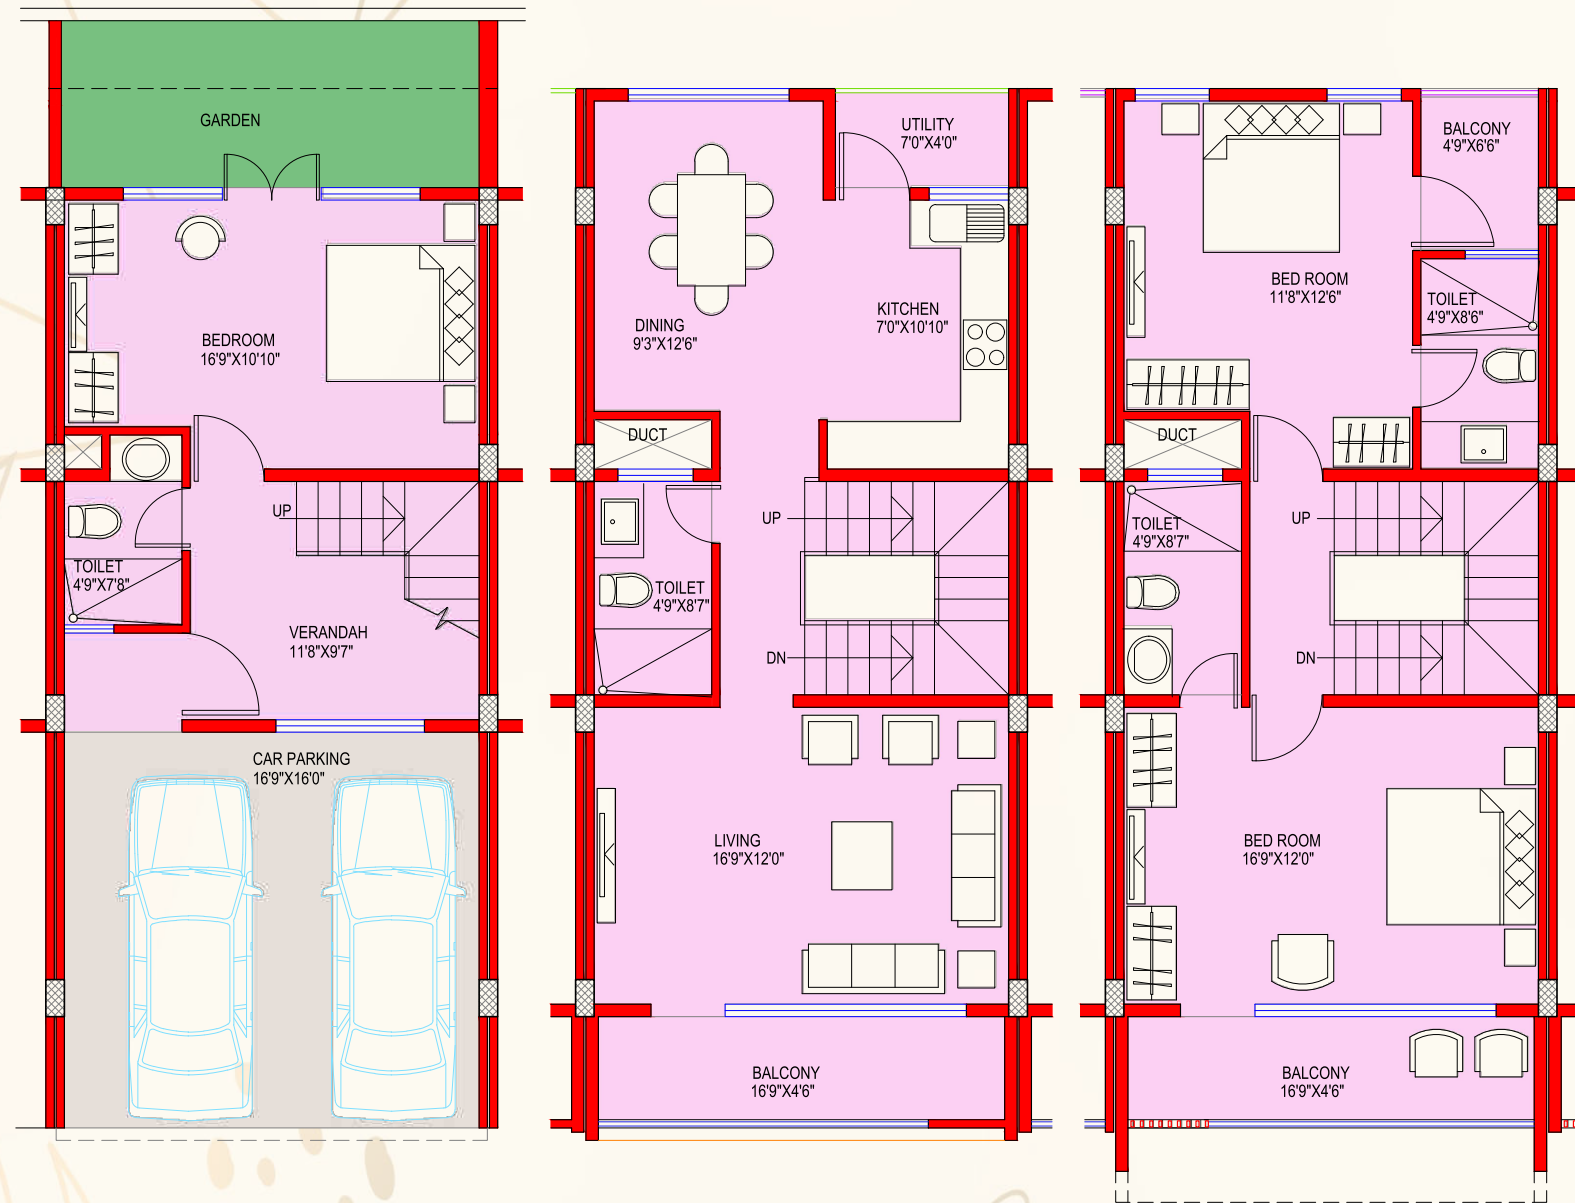 GARDEN
BEDROOM
16'9"X10'10"
UP
TOILET
4'9"X7'8"
VERANDAH
11'8"X9'7"
CAR PARKING
16'9"X16'0"
UTILITY
7'0"X4'0"
DINING
9'3"X12'6"
KITCHEN
7'0"X10'10"
DUCT
UP
TOILET
4'9"X8'7"
DN
LIVING
16'9"X12'0"
BALCONY
16'9"X4'6"
BALCONY
4'9"X6'6"
BED ROOM
11'8"X12'6"
TOILET
4'9"X8'6"
DUCT
TOILET
4'9"X8'7"
UP
DN
BED ROOM
16'9"X12'0"
BALCONY
16'9"X4'6"